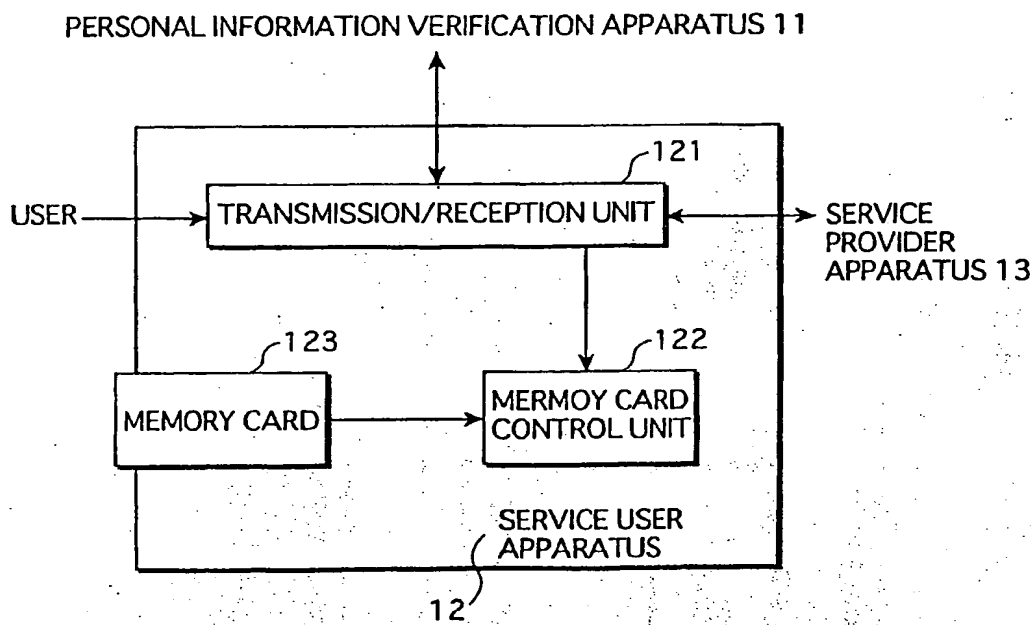 PERSONAL INFORMATION VERIFICATION APPARATUS 11
121
USER
TRANSMISSION/RECEPTION UNIT
SERVICE
PROVIDER
APPARATUS 13
123
122
MEMORY CARD
MERMOY CARD
CONTROL UNIT
SERVICE USER
APPARATUS
12